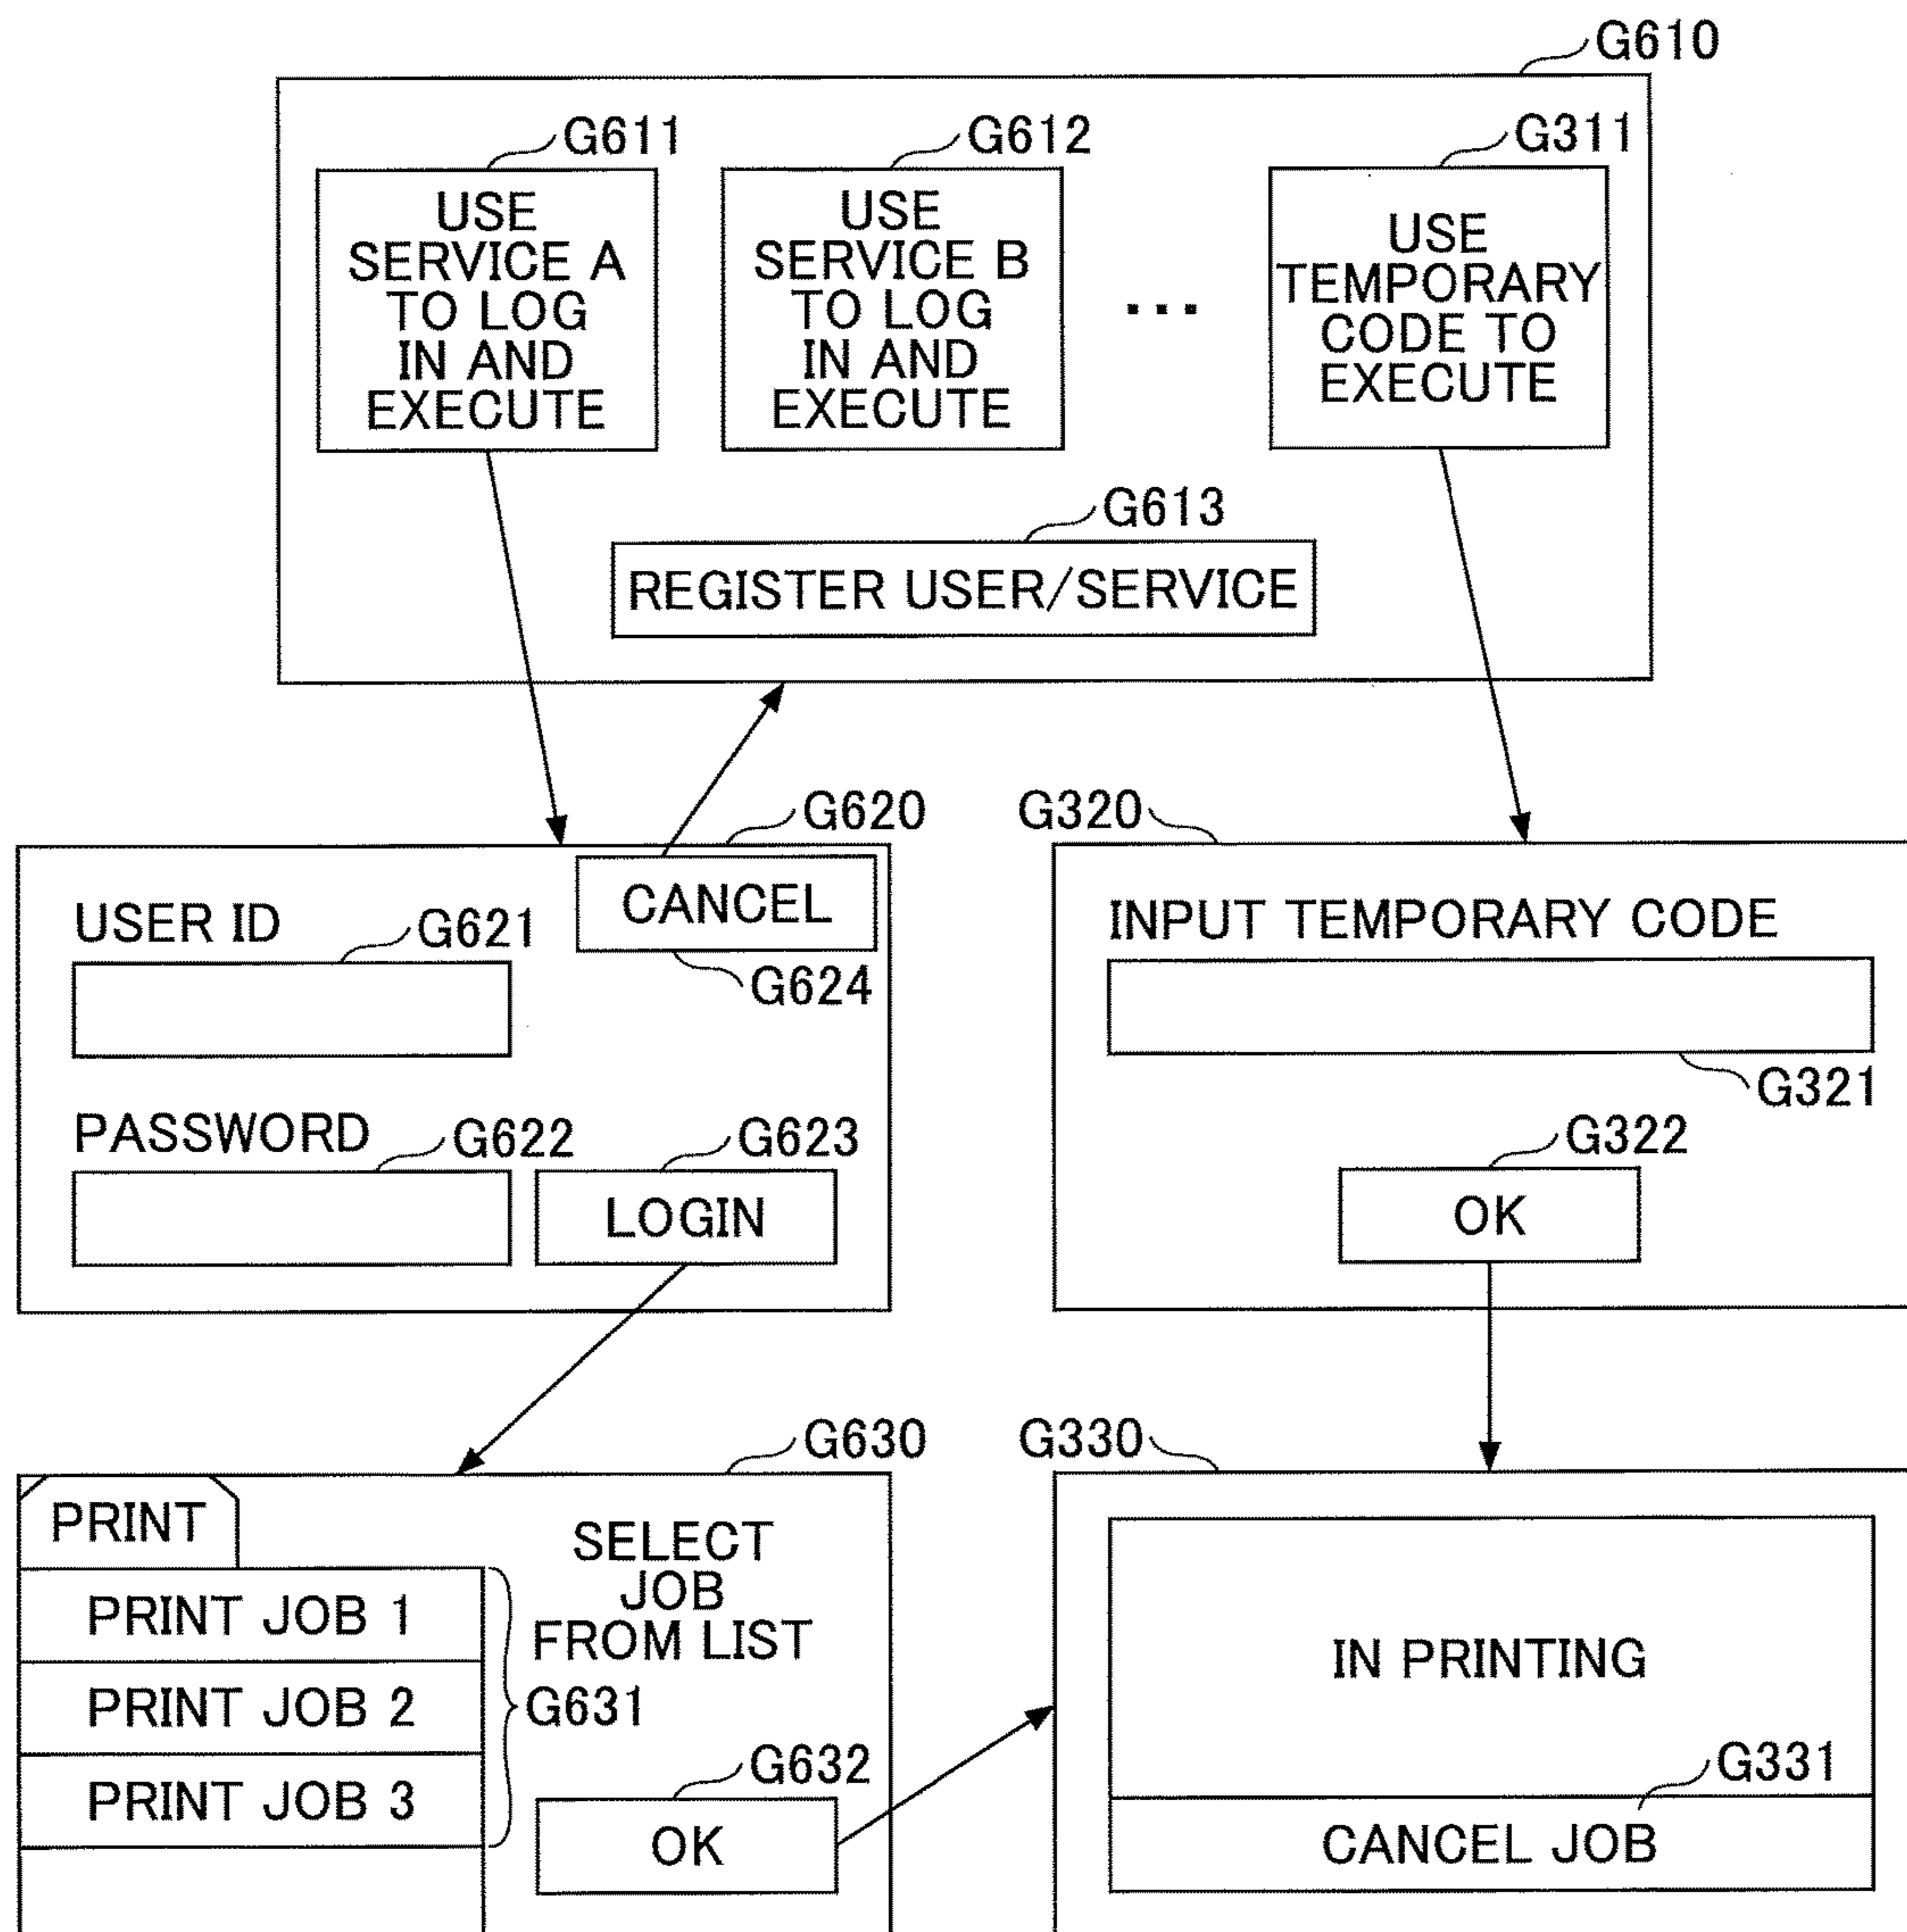 G610
G611
G612
G311
USE
SERVICE A
TO LOG
IN AND
EXECUTE
USE
SERVICE B
TO LOG
IN AND
EXECUTE
...
USE
TEMPORARY
CODE TO
EXECUTE
G613
REGISTER USER/SERVICE
G620
CANCEL
G624
USER ID
G621
PASSWORD
G622
G623
LOGIN
G320
INPUT TEMPORARY CODE
G321
G322
OK
G630
PRINT
PRINT JOB 1
PRINT JOB 2
PRINT JOB 3
G631
SELECT
JOB
FROM LIST
G632
OK
G330
IN PRINTING
G331
CANCEL JOB